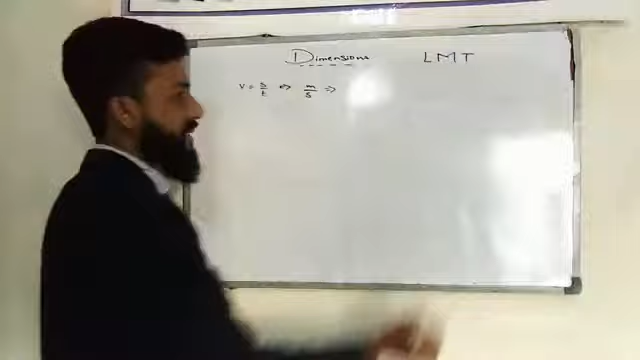 Dimensions LMT
v = s/t ⇔ m/s ⇒